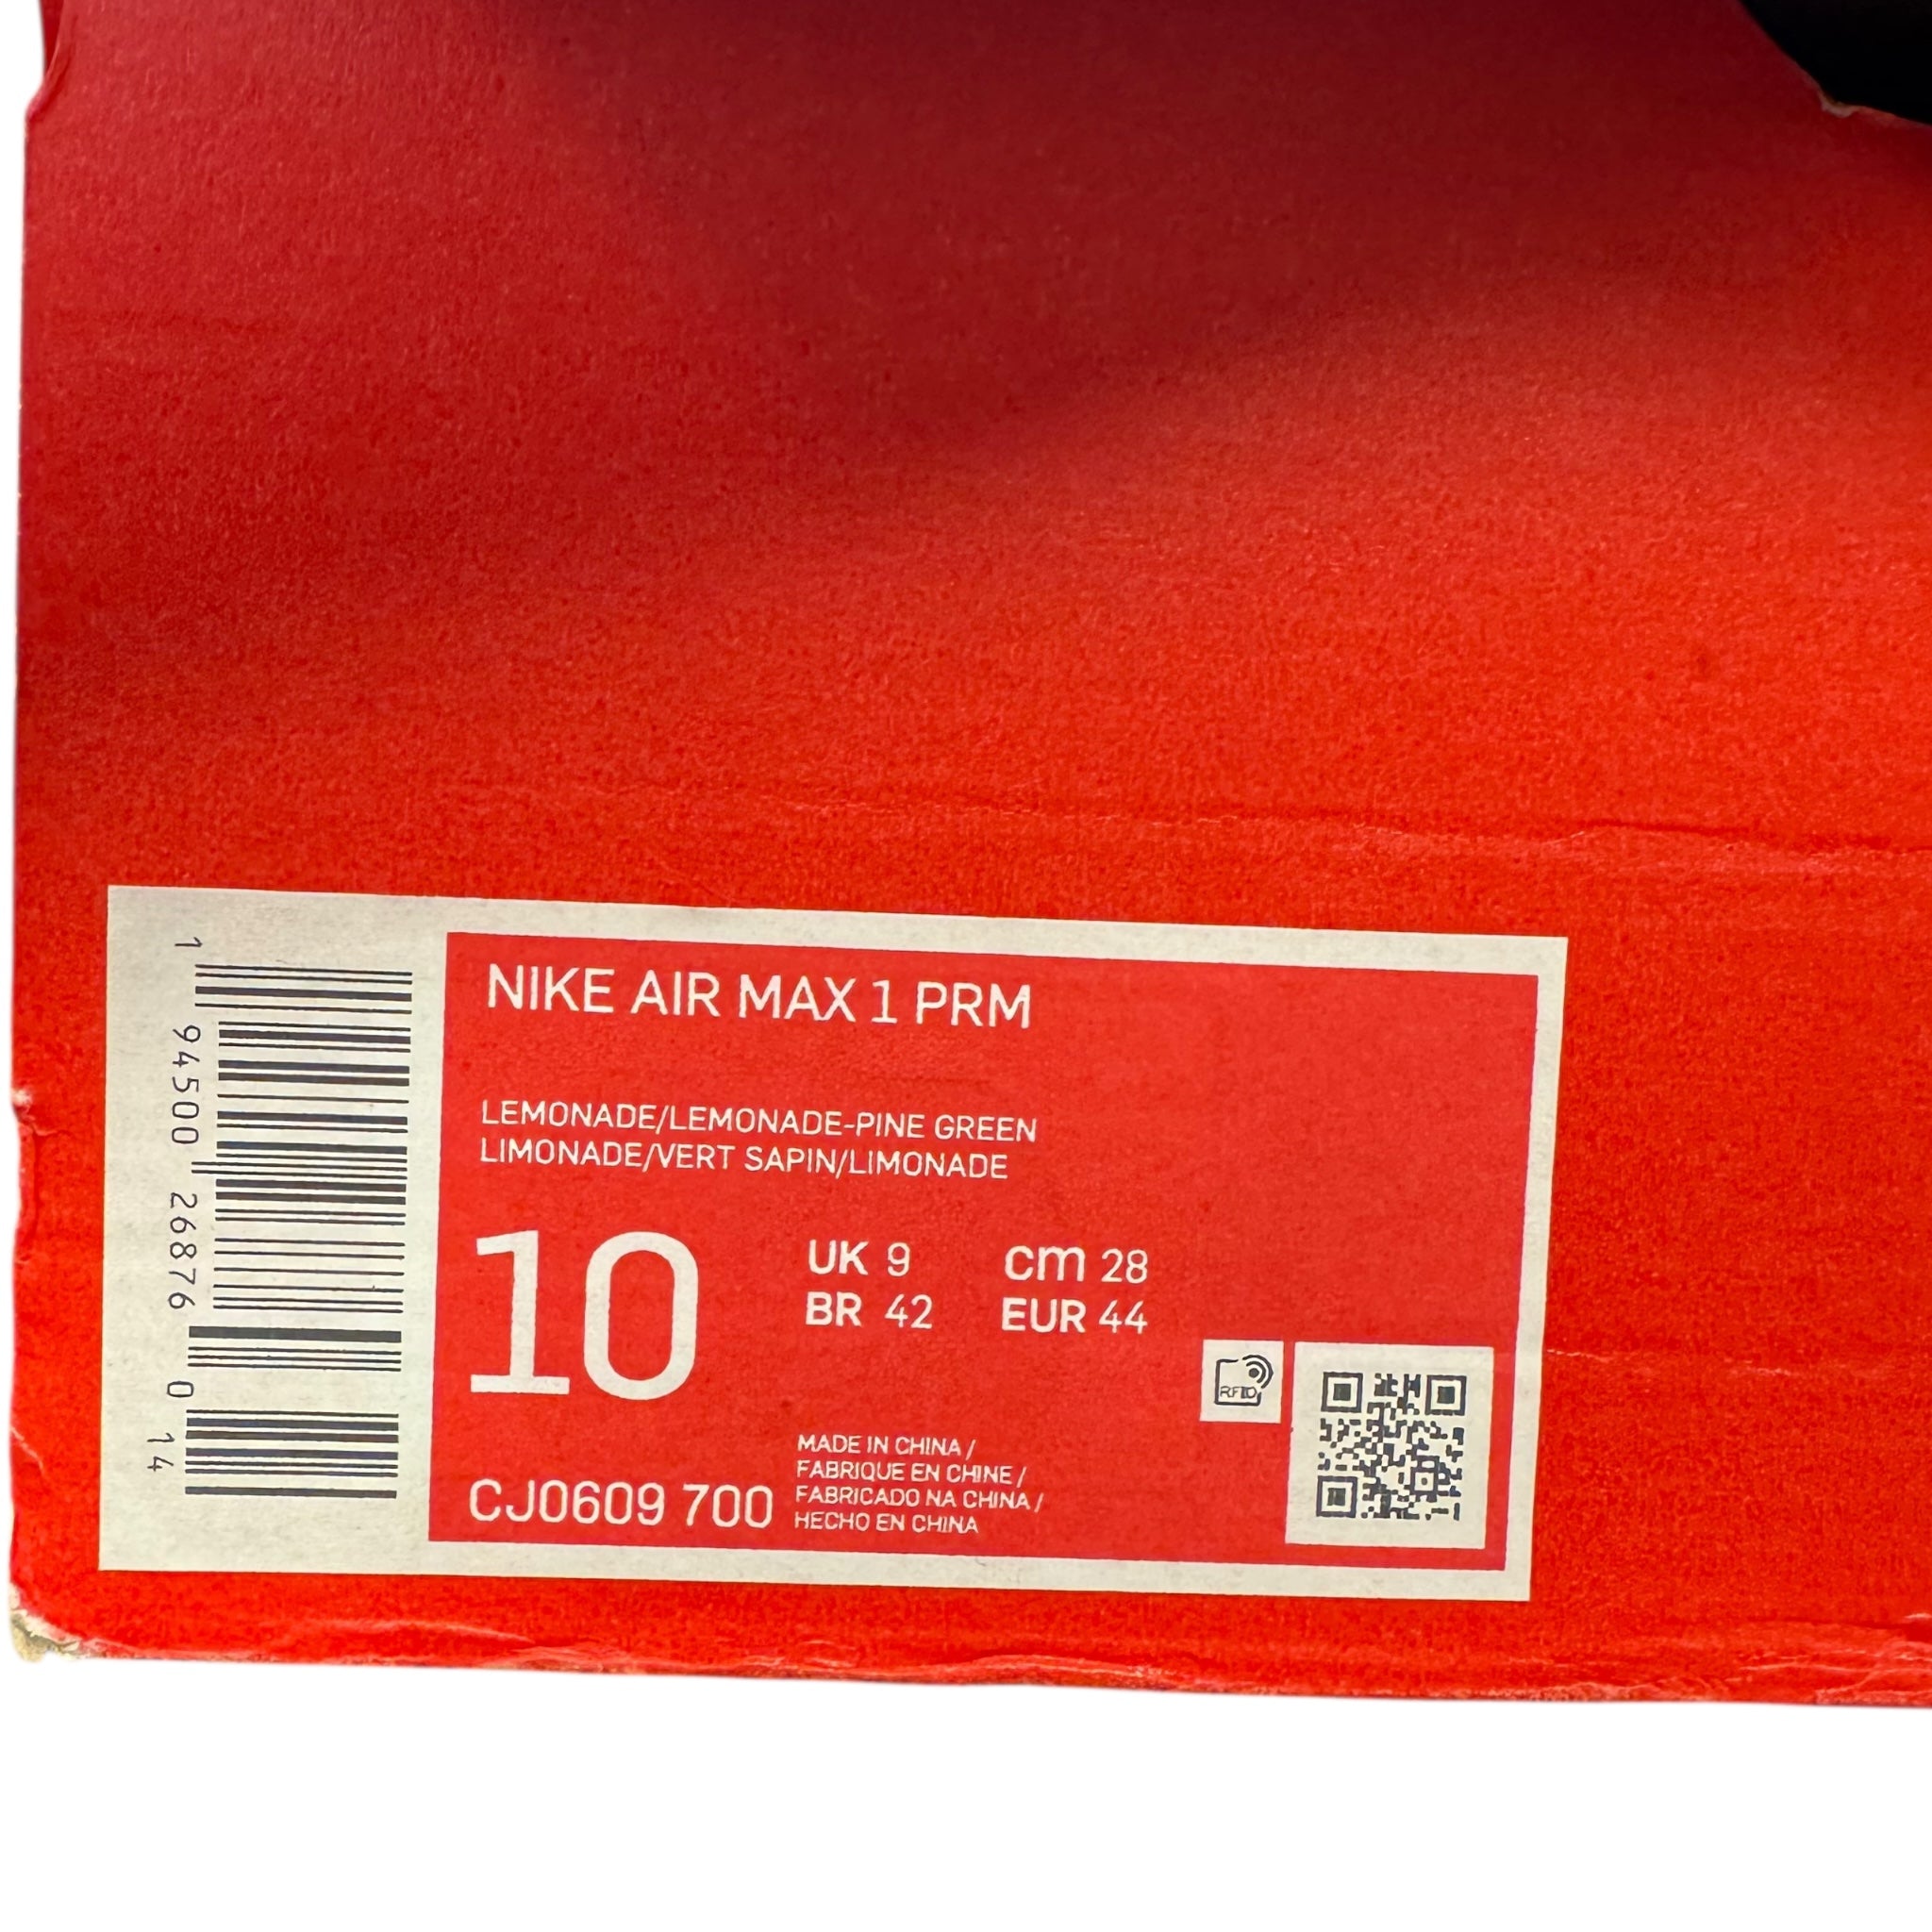 1 94500 26876 0 14
NIKE AIR MAX 1 PRM
LEMONADE/LEMONADE-PINE GREEN
LIMONADE/VERT SAPIN/LIMONADE
10
UK 9 cm 28
BR 42 EUR 44
RFID
CJ0609 700
MADE IN CHINA /
FABRIQUE EN CHINE /
FABRICADO NA CHINA /
HECHO EN CHINA